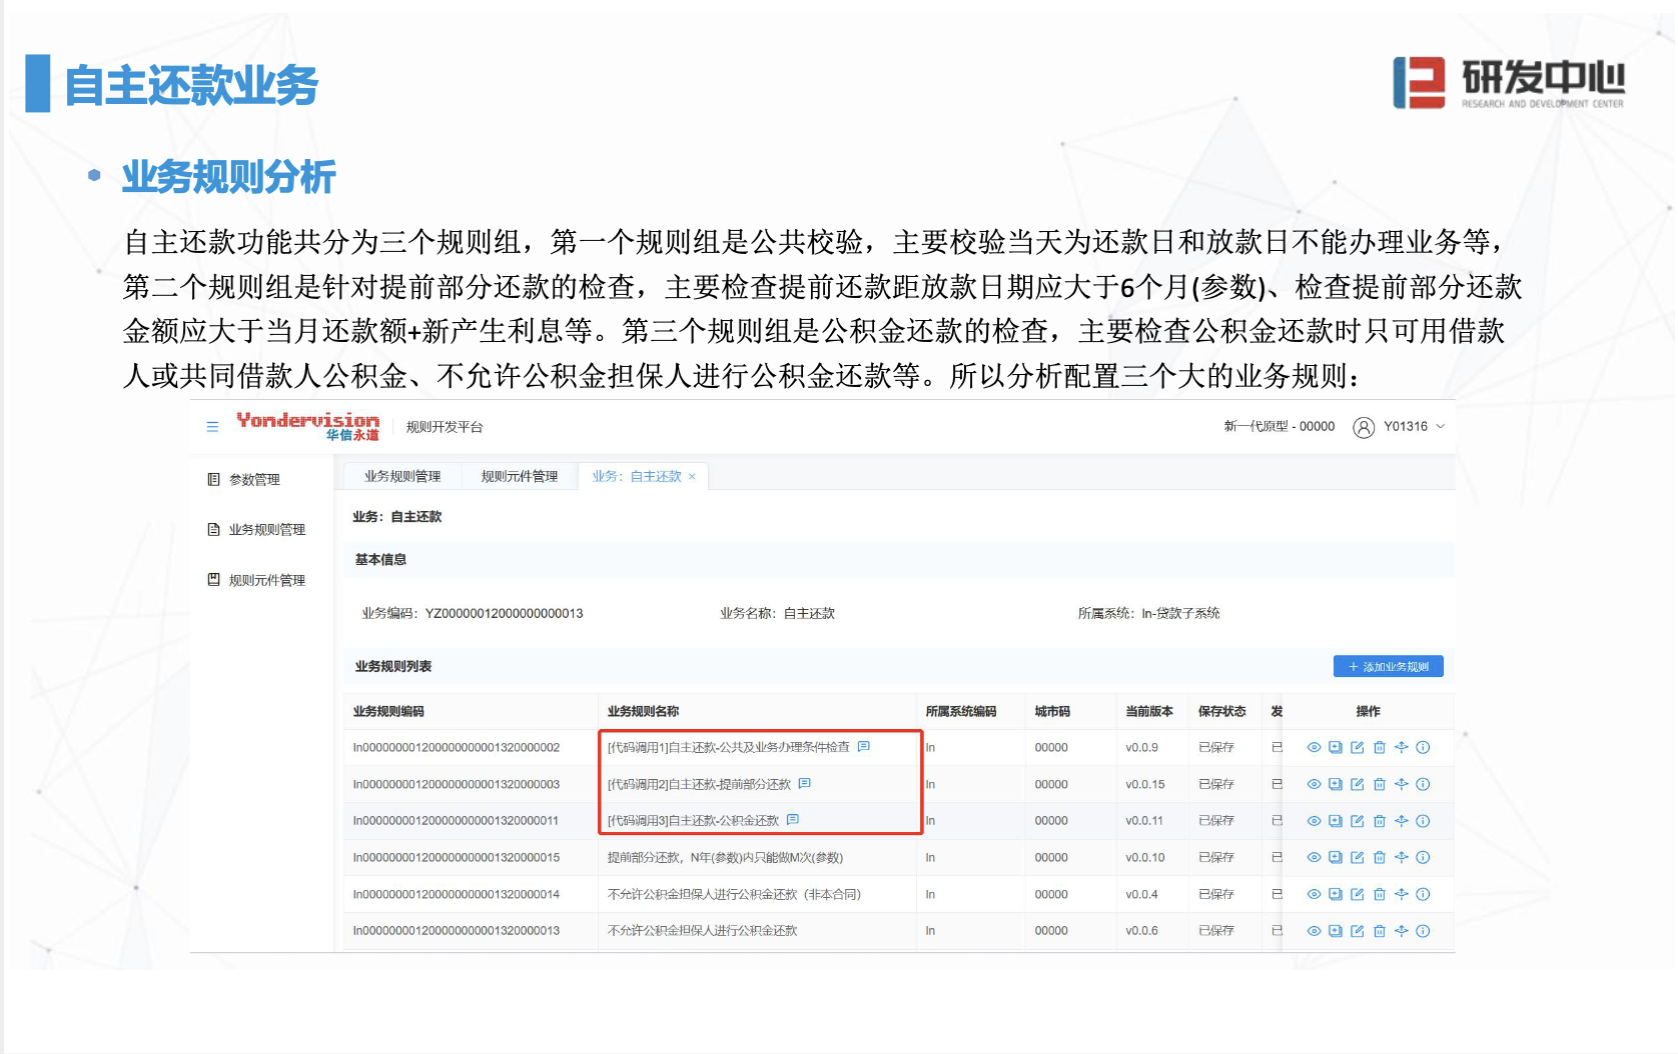 自主还款业务
研发中心
RESEARCH AND DEVELOPMENT CENTER
业务规则分析
自主还款功能共分为三个规则组，第一个规则组是公共校验，主要校验当天为还款日和放款日不能办理业务等，
第二个规则组是针对提前部分还款的检查，主要检查提前还款距放款日期应大于6个月(参数)、检查提前部分还款
金额应大于当月还款额+新产生利息等。第三个规则组是公积金还款的检查，主要检查公积金还款时只可用借款
人或共同借款人公积金、不允许公积金担保人进行公积金还款等。所以分析配置三个大的业务规则：
Yondervision
华信永道
规则开发平台
新一代原型 - 00000
Y01316
参数管理
业务规则管理
规则元件管理
业务规则管理 规则元件管理 业务：自主还款 ×
业务：自主还款
基本信息
业务编码：YZ00000012000000000013 业务名称：自主还款 所属系统：ln-贷款子系统
业务规则列表
+ 添加业务规则
业务规则编码 业务规则名称 所属系统编码 城市码 当前版本 保存状态 发 操作
ln0000000012000000000001320000002 [代码调用1]自主还款-公共及业务办理条件检查 ln 00000 v0.0.9 已保存 已
ln0000000012000000000001320000003 [代码调用2]自主还款-提前部分还款 ln 00000 v0.0.15 已保存 已
ln0000000012000000000001320000011 [代码调用3]自主还款-公积金还款 ln 00000 v0.0.11 已保存 已
ln0000000012000000000001320000015 提前部分还款，N年(参数)内只能做M次(参数) ln 00000 v0.0.10 已保存 已
ln0000000012000000000001320000014 不允许公积金担保人进行公积金还款（非本合同) ln 00000 v0.0.4 已保存 已
ln0000000012000000000001320000013 不允许公积金担保人进行公积金还款 ln 00000 v0.0.6 已保存 已